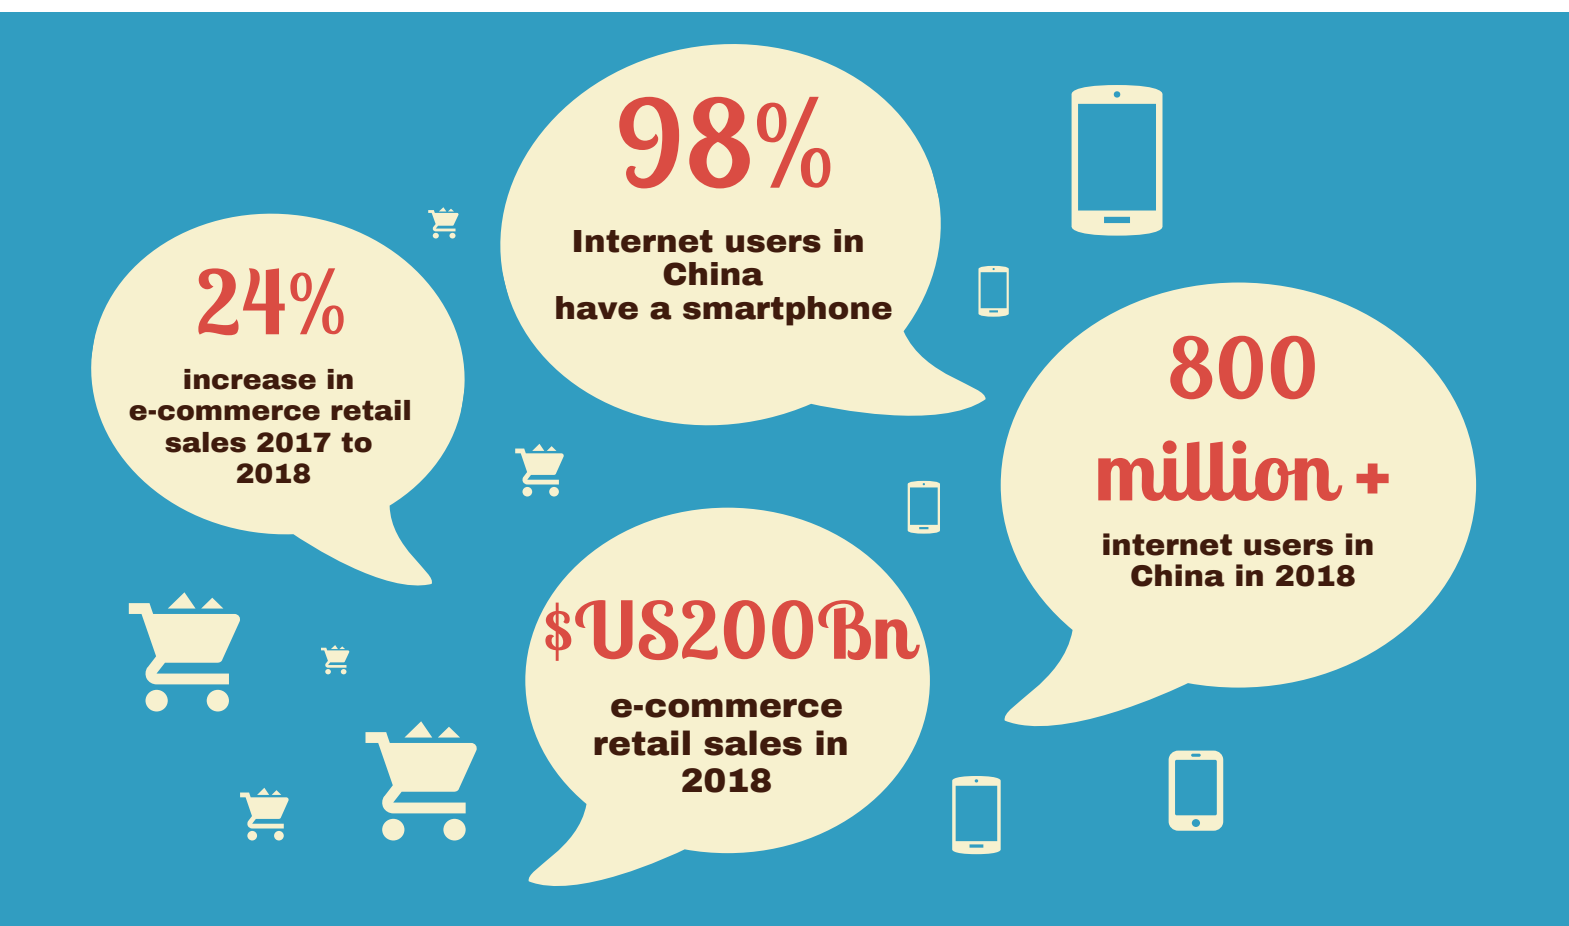 98%
Internet users in
China
have a smartphone
24%
increase in
e-commerce retail
sales 2017 to
2018
800
million +
internet users in
China in 2018
$US200Bn
e-commerce
retail sales in
2018